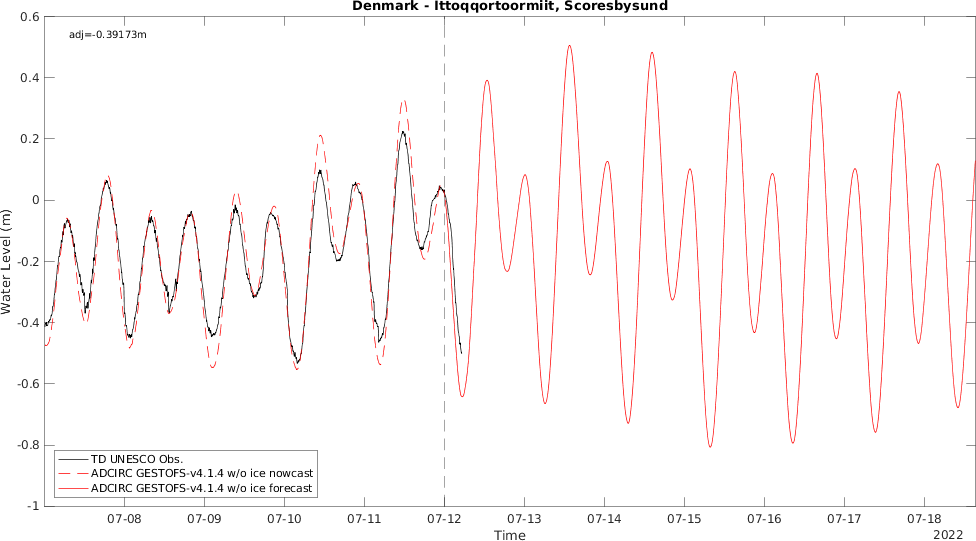 Denmark - Ittoqqortoormiit, Scoresbysund
adj=-0.39173m
0.6
0.4
0.2
0
-0.2
-0.4
-0.6
-0.8
-1
Water Level (m)
TD UNESCO Obs.
ADCIRC GESTOFS-v4.1.4 w/o ice nowcast
ADCIRC GESTOFS-v4.1.4 w/o ice forecast
07-08 07-09 07-10 07-11 07-12 07-13 07-14 07-15 07-16 07-17 07-18
Time
2022